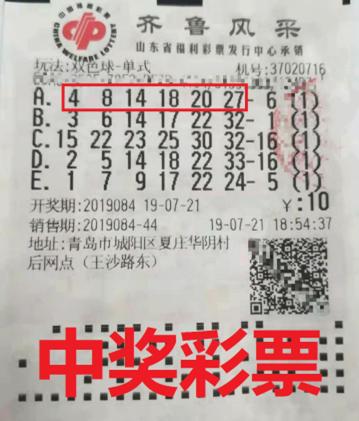 中国福利彩票
CHINA WELFARE LOTTERY
齐鲁风采
山东省福利彩票发行中心承销
玩法:双色球-单式 机号:37020716
A. 4 8 14 18 20 27- 6 (1)
B. 3 6 14 17 22 32- (1)
C.15 22 23 25 30 32-16 (1)
D. 2 5 14 18 22 33-16 (1)
E. 1 7 9 17 22 24- 5 (1)
开奖期:2019084 19-07-21 ¥:10
销售期:2019084-44 19-07-21 18:54:37
地址:青岛市城阳区夏庄华阴村
后网点(王沙路东)
中奖彩票